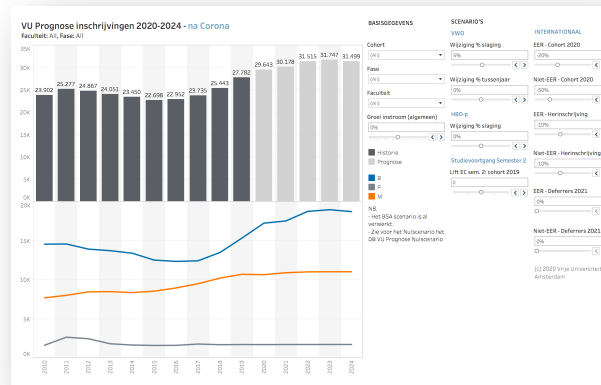 VU Prognose inschrijvingen 2020-2024 - na Corona
Faculteit: All, Fase: All
35K
30K
25K
20K
15K
10K
5K
0K
23.902
25.277
24.867
24.051
23.450
22.698
22.952
23.735
25.443
27.782
29.643
30.178
31.515
31.747
31.499
20K
15K
10K
5K
0K
2010
2011
2012
2013
2014
2015
2016
2017
2018
2019
2020
2021
2022
2023
2024
BASISGEGEVENS
Cohort
(All)
Fase
(All)
Faculteit
(All)
Groei instroom (algemeen)
0%
Historie
Prognose
B
P
M
NB.
- Het BSA scenario is al
verwerkt.
- Zie voor het Nulscenario het
DB VU Prognose Nulscenario
SCENARIO'S
VWO
Wijziging % slaging
5%
Wijziging % tussenjaar
0%
HBO-p
Wijziging % slaging
0%
Studievoortgang Semester 2
Lift EC sem. 2: cohort 2019
INTERNATIONAAL
EER - Cohort 2020
-20%
Niet-EER - Cohort 2020
-50%
EER - Herinschrijving
-10%
Niet-EER - Herinschrijving
-10%
EER - Deferrers 2021
0%
Niet-EER - Deferrers 2021
0%
(c) 2020 Vrije Universiteit
Amsterdam